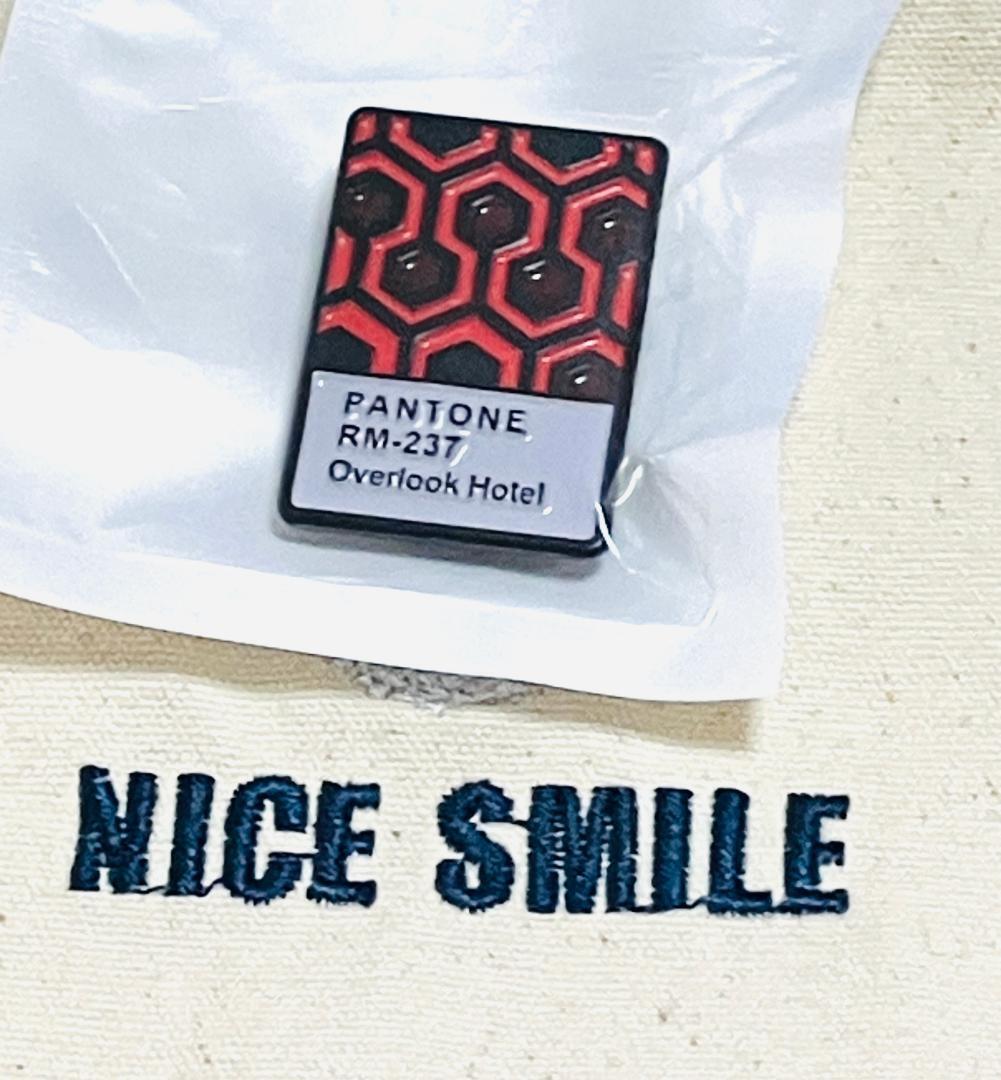 PANTONE
RM-237
Overlook Hotel
NICE SMILE